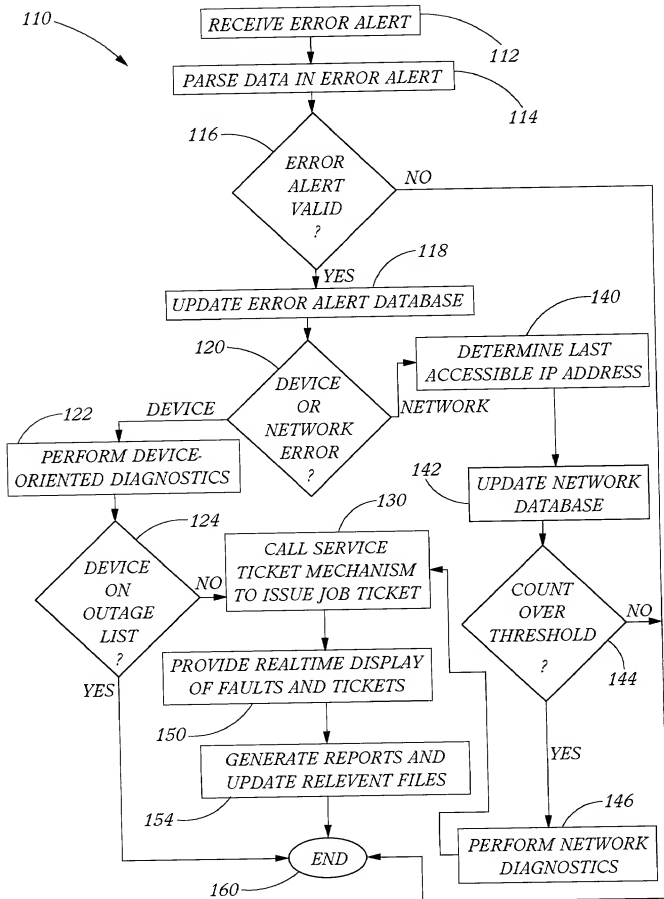 110
RECEIVE ERROR ALERT
112
PARSE DATA IN ERROR ALERT
114
116
ERROR
ALERT
VALID
?
NO
YES
118
UPDATE ERROR ALERT DATABASE
120
DEVICE
OR
NETWORK
ERROR
?
DEVICE
NETWORK
140
DETERMINE LAST
ACCESSIBLE IP ADDRESS
122
PERFORM DEVICE-
ORIENTED DIAGNOSTICS
142
UPDATE NETWORK
DATABASE
124
DEVICE
ON
OUTAGE
LIST
?
NO
YES
130
CALL SERVICE
TICKET MECHANISM
TO ISSUE JOB TICKET
COUNT
OVER
THRESHOLD
?
NO
144
YES
PROVIDE REALTIME DISPLAY
OF FAULTS AND TICKETS
150
GENERATE REPORTS AND
UPDATE RELEVENT FILES
154
146
PERFORM NETWORK
DIAGNOSTICS
END
160